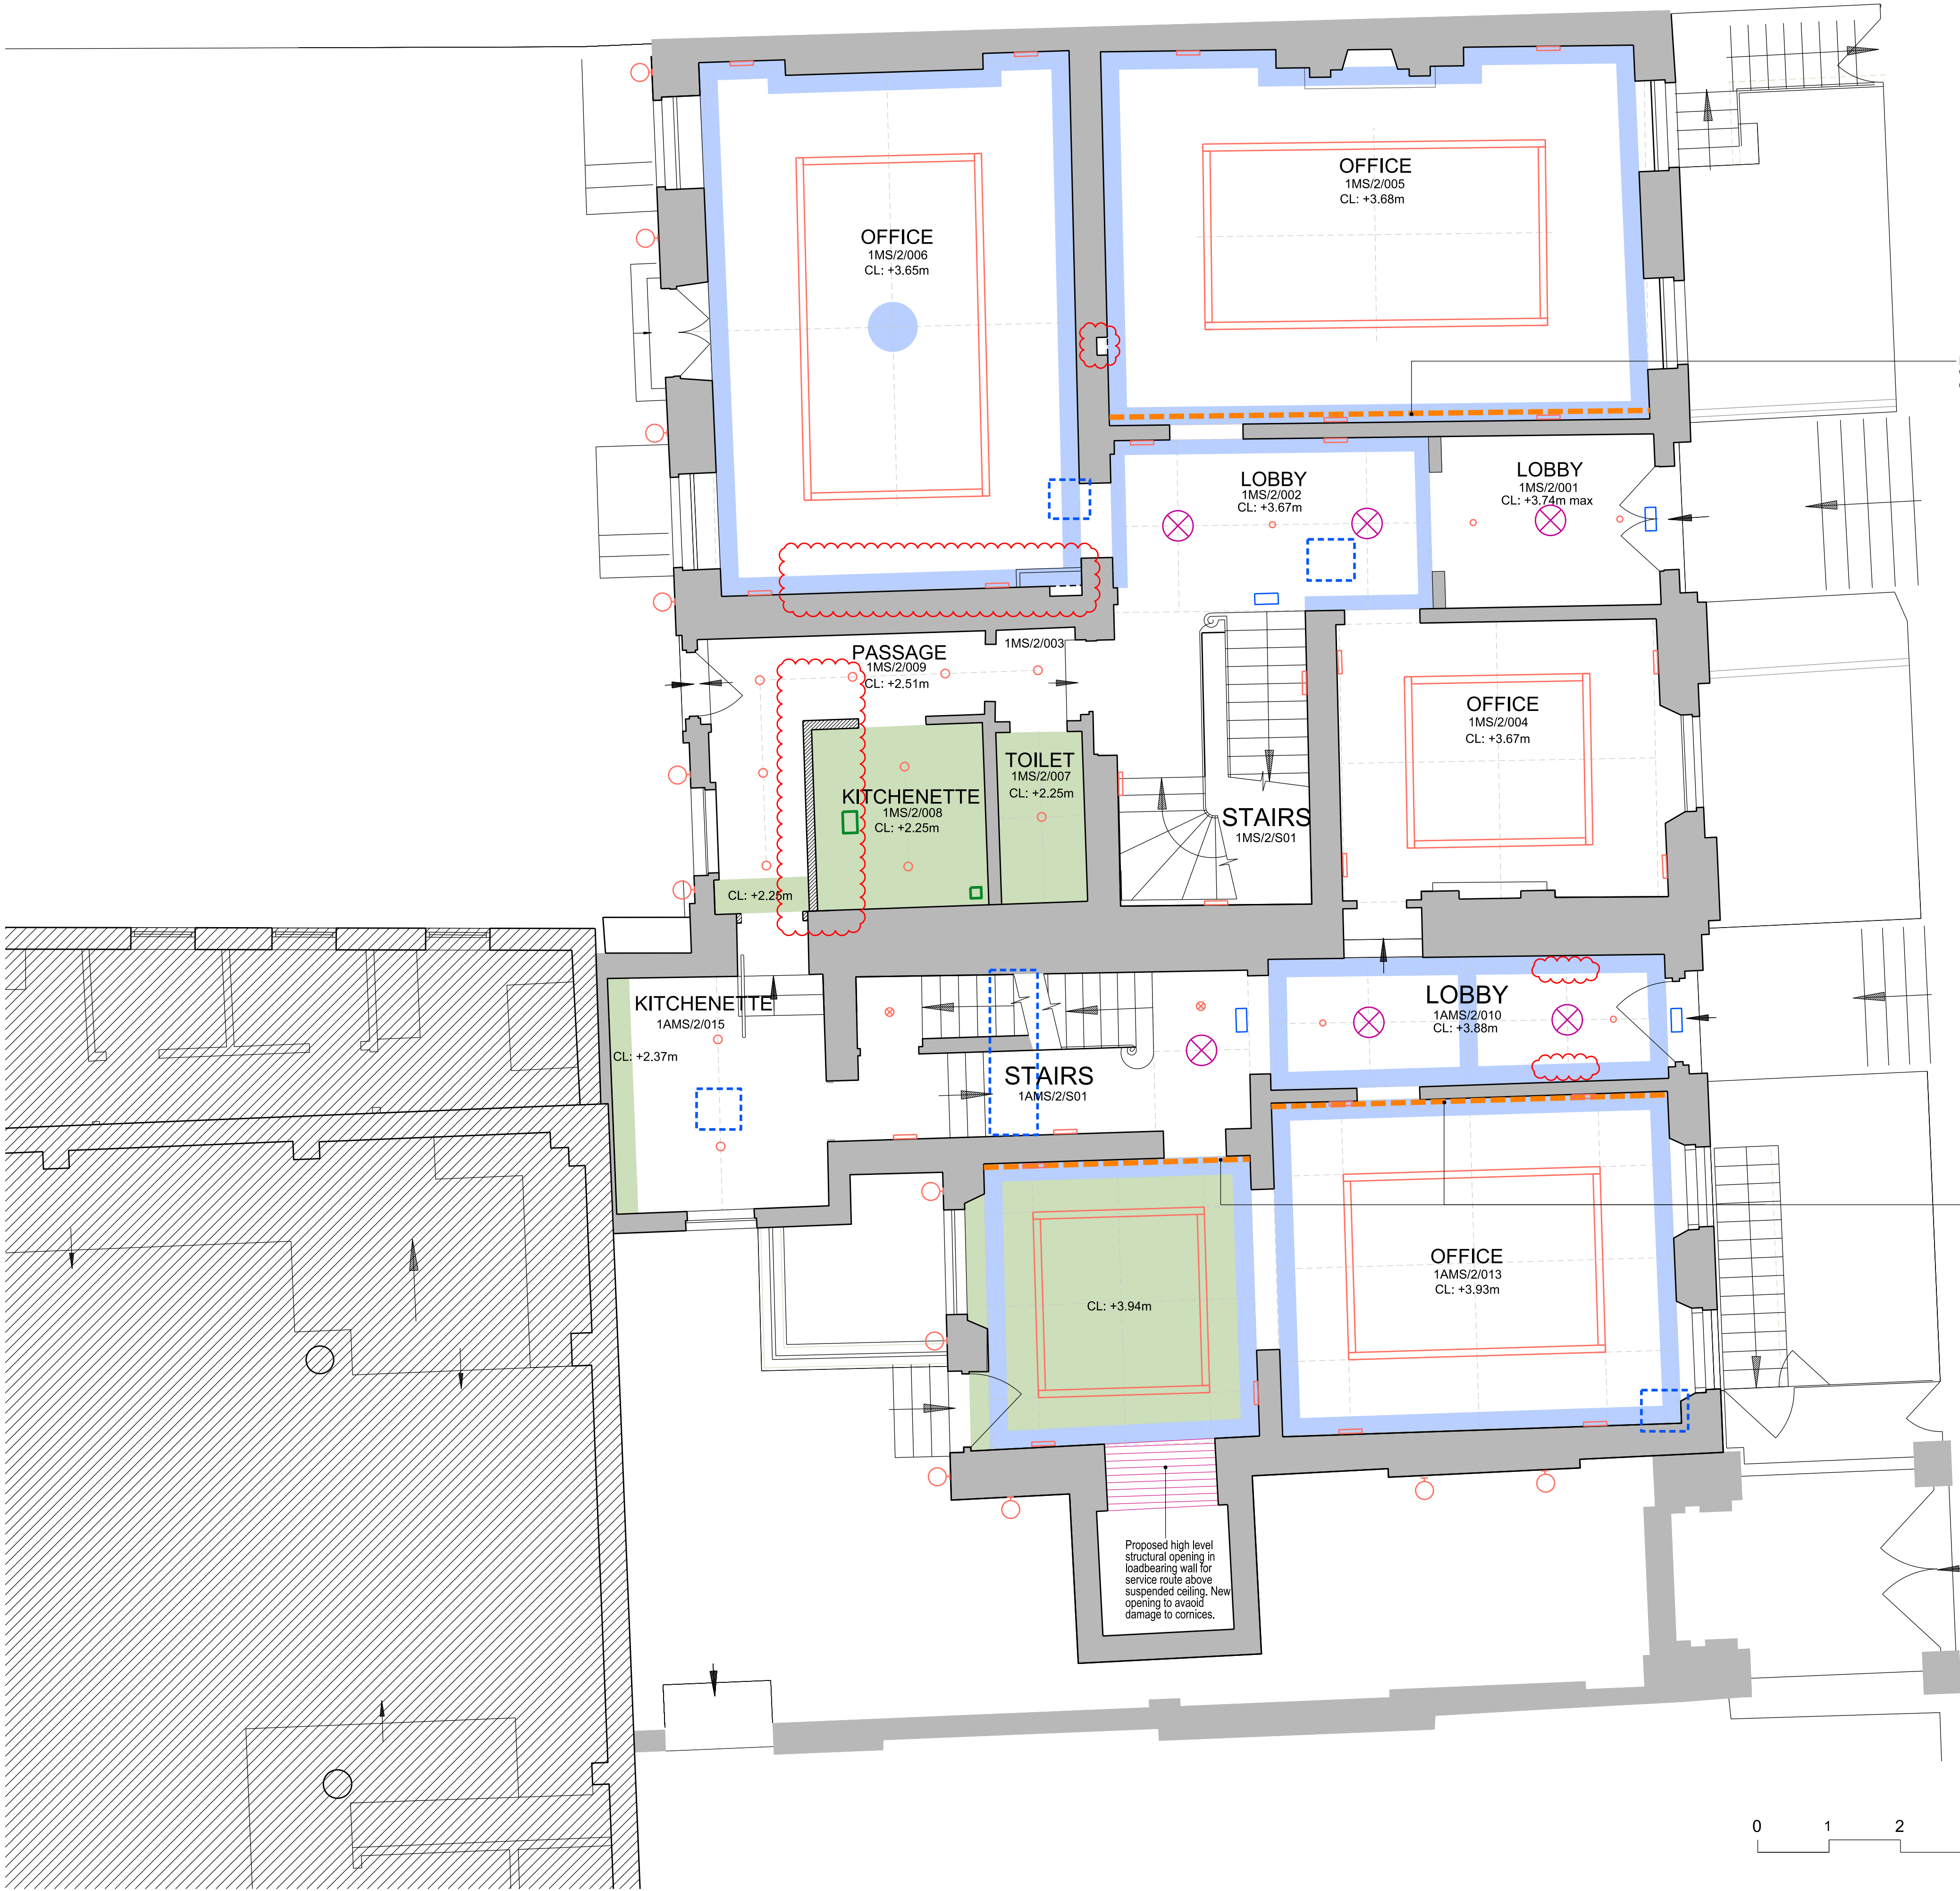 OFFICE
1MS/2/005
CL: +3.68m
OFFICE
1MS/2/006
CL: +3.65m
LOBBY
1MS/2/002
CL: +3.67m
LOBBY
1MS/2/001
CL: +3.74m max
PASSAGE
1MS/2/009
CL: +2.51m
1MS/2/003
OFFICE
1MS/2/004
CL: +3.67m
TOILET
1MS/2/007
CL: +2.25m
KITCHENETTE
1MS/2/008
CL: +2.25m
STAIRS
1MS/2/S01
CL: +2.25m
KITCHENETTE
1AMS/2/015
CL: +2.37m
LOBBY
1AMS/2/010
CL: +3.88m
STAIRS
1AMS/2/S01
OFFICE
1AMS/2/013
CL: +3.93m
CL: +3.94m
Proposed high level
structural opening in
loadbearing wall for
service route above
suspended ceiling. New
opening to avaoid
damage to cornices.
0 1 2